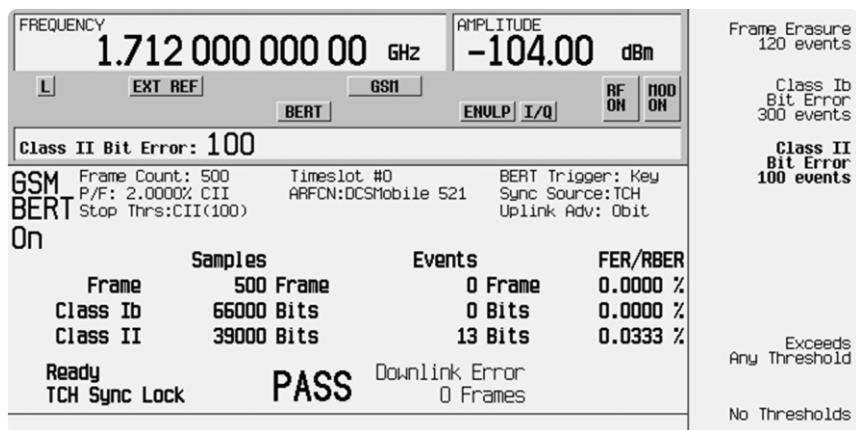 FREQUENCY
1.712 000 000 00 GHz
AMPLITUDE
-104.00 dBm
L
EXT REF
GSM
BERT
ENVLP
I/Q
RF ON
MOD ON
Class II Bit Error: 100
GSM BERT
On
Frame Count: 500
P/F: 2.0000% CII
Stop Thrs:CII(100)
Timeslot #0
ARFCN:DCSMobile 521
BERT Trigger: Key
Sync Source:TCH
Uplink Adv: 0bit
Samples Events FER/RBER
Frame 500 Frame 0 Frame 0.0000 %
Class Ib 66000 Bits 0 Bits 0.0000 %
Class II 39000 Bits 13 Bits 0.0333 %
Ready
TCH Sync Lock
PASS
Downlink Error
0 Frames
Frame Erasure
120 events
Class Ib
Bit Error
300 events
Class II
Bit Error
100 events
Exceeds
Any Threshold
No Thresholds